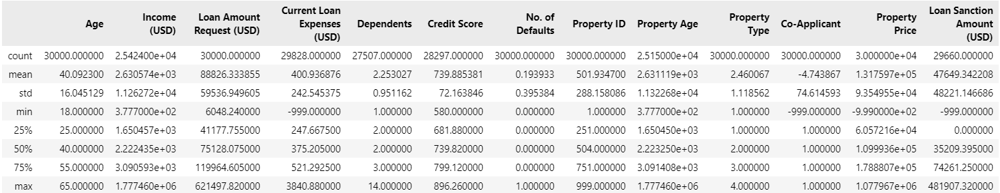 Age Income (USD) Loan Amount Request (USD) Current Loan Expenses (USD) Dependents Credit Score No. of Defaults Property ID Property Age Property Type Co-Applicant Property Price Loan Sanction Amount (USD)
count 30000.000000 2.542400e+04 30000.000000 29828.000000 27507.000000 28297.000000 30000.000000 30000.000000 2.515000e+04 30000.000000 30000.000000 3.000000e+04 29660.000000
mean 40.092300 2.630574e+03 88826.333855 400.936876 2.253027 739.885381 0.193933 501.934700 2.631119e+03 2.460067 -4.743867 1.317597e+05 47649.342208
std 16.045129 1.126272e+04 59536.949605 242.545375 0.951162 72.163846 0.395384 288.158086 1.132268e+04 1.118562 74.614593 9.354955e+04 48221.146686
min 18.000000 3.777000e+02 6048.240000 -999.000000 1.000000 580.000000 0.000000 1.000000 3.777000e+02 1.000000 -999.000000 -9.990000e+02 -999.000000
25% 25.000000 1.650457e+03 41177.755000 247.667500 2.000000 681.880000 0.000000 251.000000 1.650450e+03 1.000000 1.000000 6.057216e+04 0.000000
50% 40.000000 2.222435e+03 75128.075000 375.205000 2.000000 739.820000 0.000000 504.000000 2.223250e+03 2.000000 1.000000 1.099936e+05 35209.395000
75% 55.000000 3.090593e+03 119964.605000 521.292500 3.000000 799.120000 0.000000 751.000000 3.091408e+03 3.000000 1.000000 1.788807e+05 74261.250000
max 65.000000 1.777460e+06 621497.820000 3840.880000 14.000000 896.260000 1.000000 999.000000 1.777460e+06 4.000000 1.000000 1.077967e+06 481907.320000